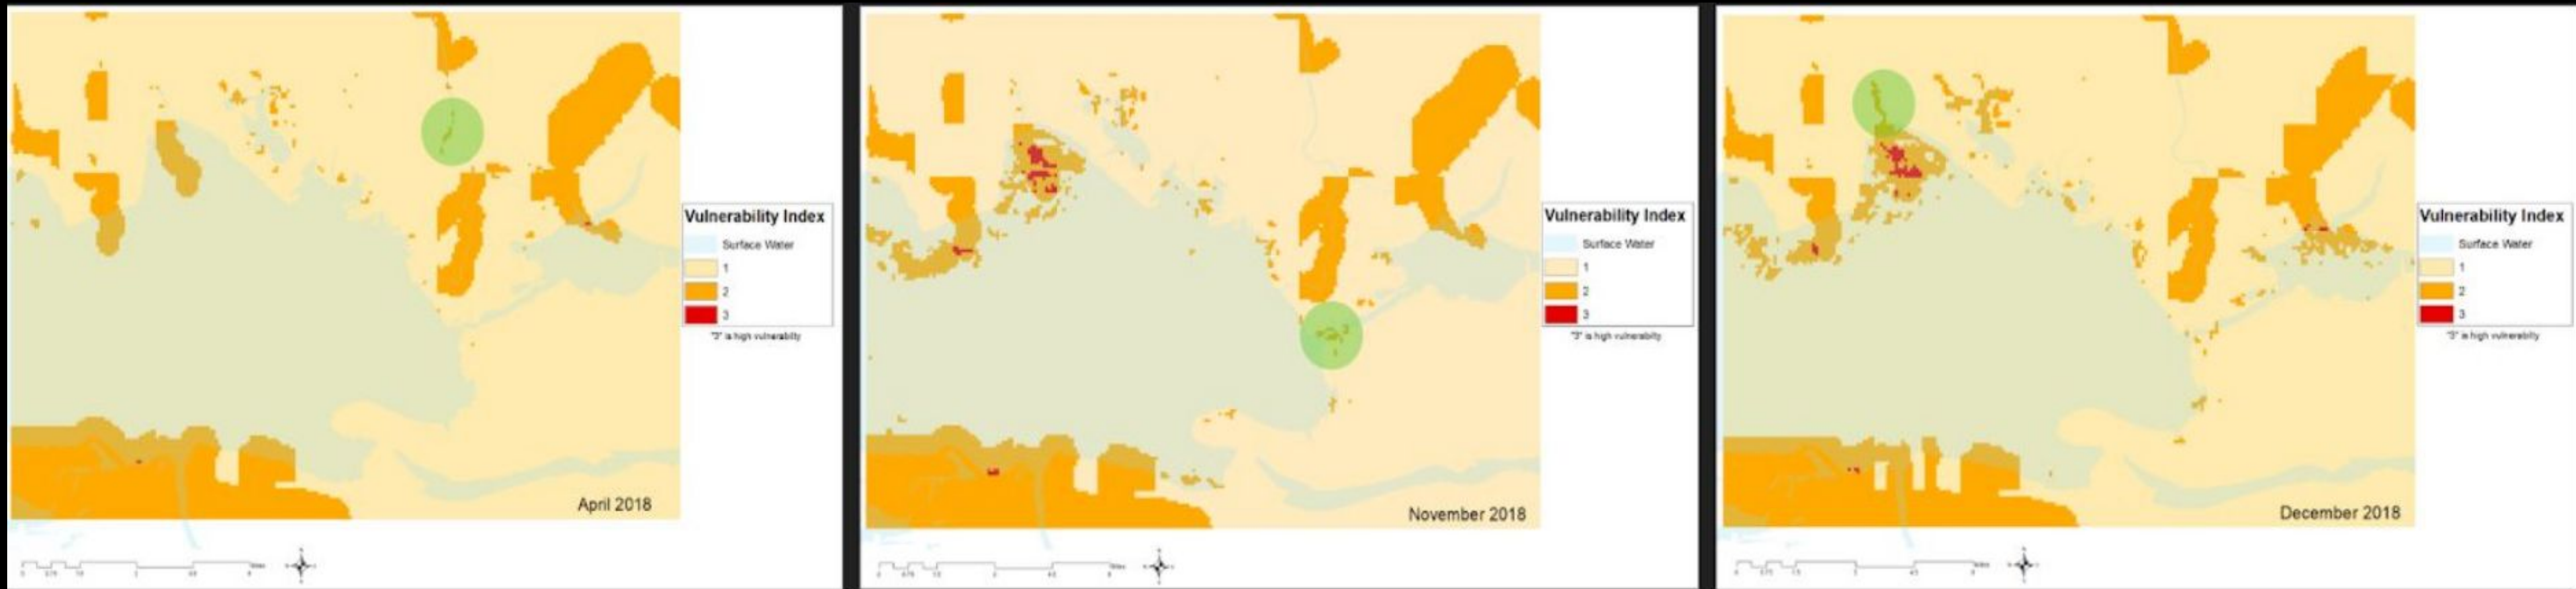 Vulnerability Index
Surface Water
1
2
3
"3" is high vulnerability
April 2018
Vulnerability Index
Surface Water
1
2
3
"3" is high vulnerability
November 2018
Vulnerability Index
Surface Water
1
2
3
"3" is high vulnerability
December 2018